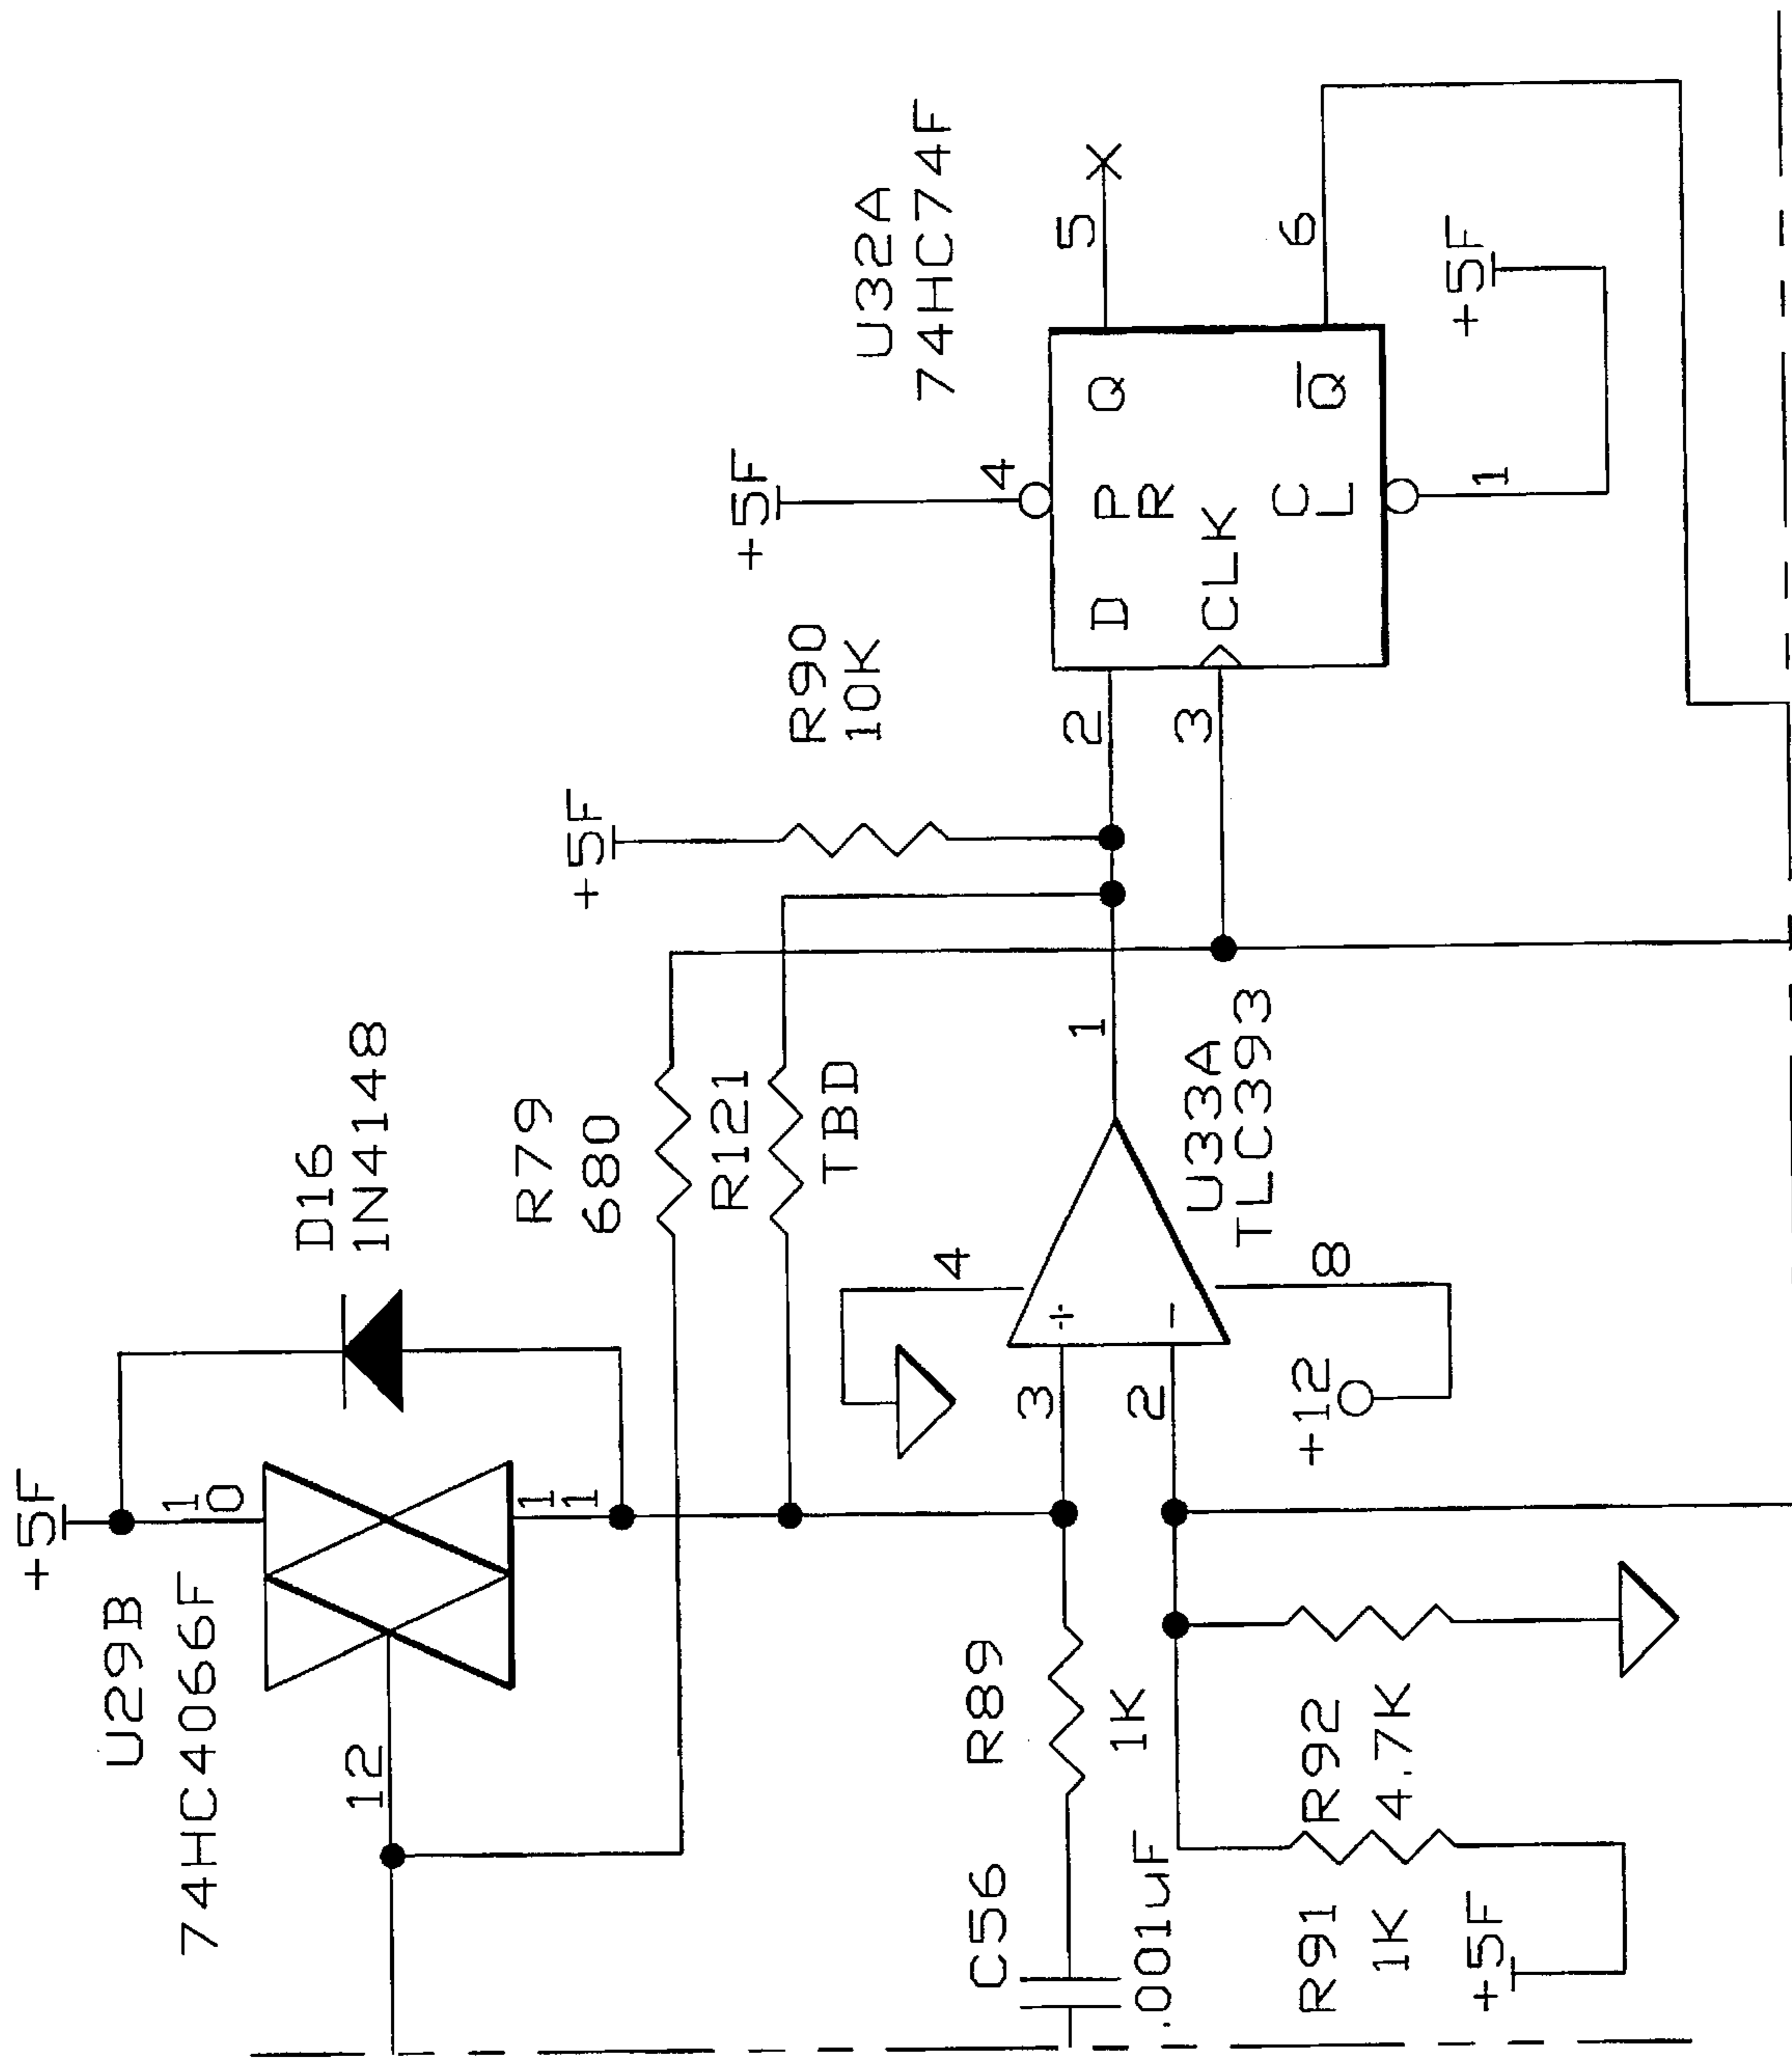 +5F
U29B
74HC4066F
10
11
12
D16
1N4148
R79
680
R121
TBD
+5F
R90
10K
+5F
U32A
74HC74F
4
5
6
2
3
1
D
PR
Q
CLK
CL
Q̅
+5F
1
U33A
TLC393
4
8
+
-
3
2
+12
R89
1K
C56
.001uF
R92
4.7K
R91
1K
+5F